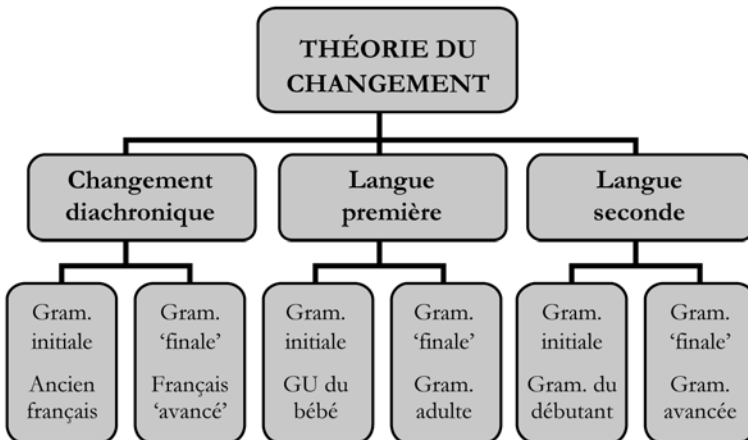 THÉORIE DU
CHANGEMENT
Changement
diachronique
Langue
première
Langue
seconde
Gram.
initiale
Ancien
français
Gram.
‘finale’
Français
‘avancé’
Gram.
initiale
GU du
bébé
Gram.
‘finale’
Gram.
adulte
Gram.
initiale
Gram. du
débutant
Gram.
‘finale’
Gram.
avancée